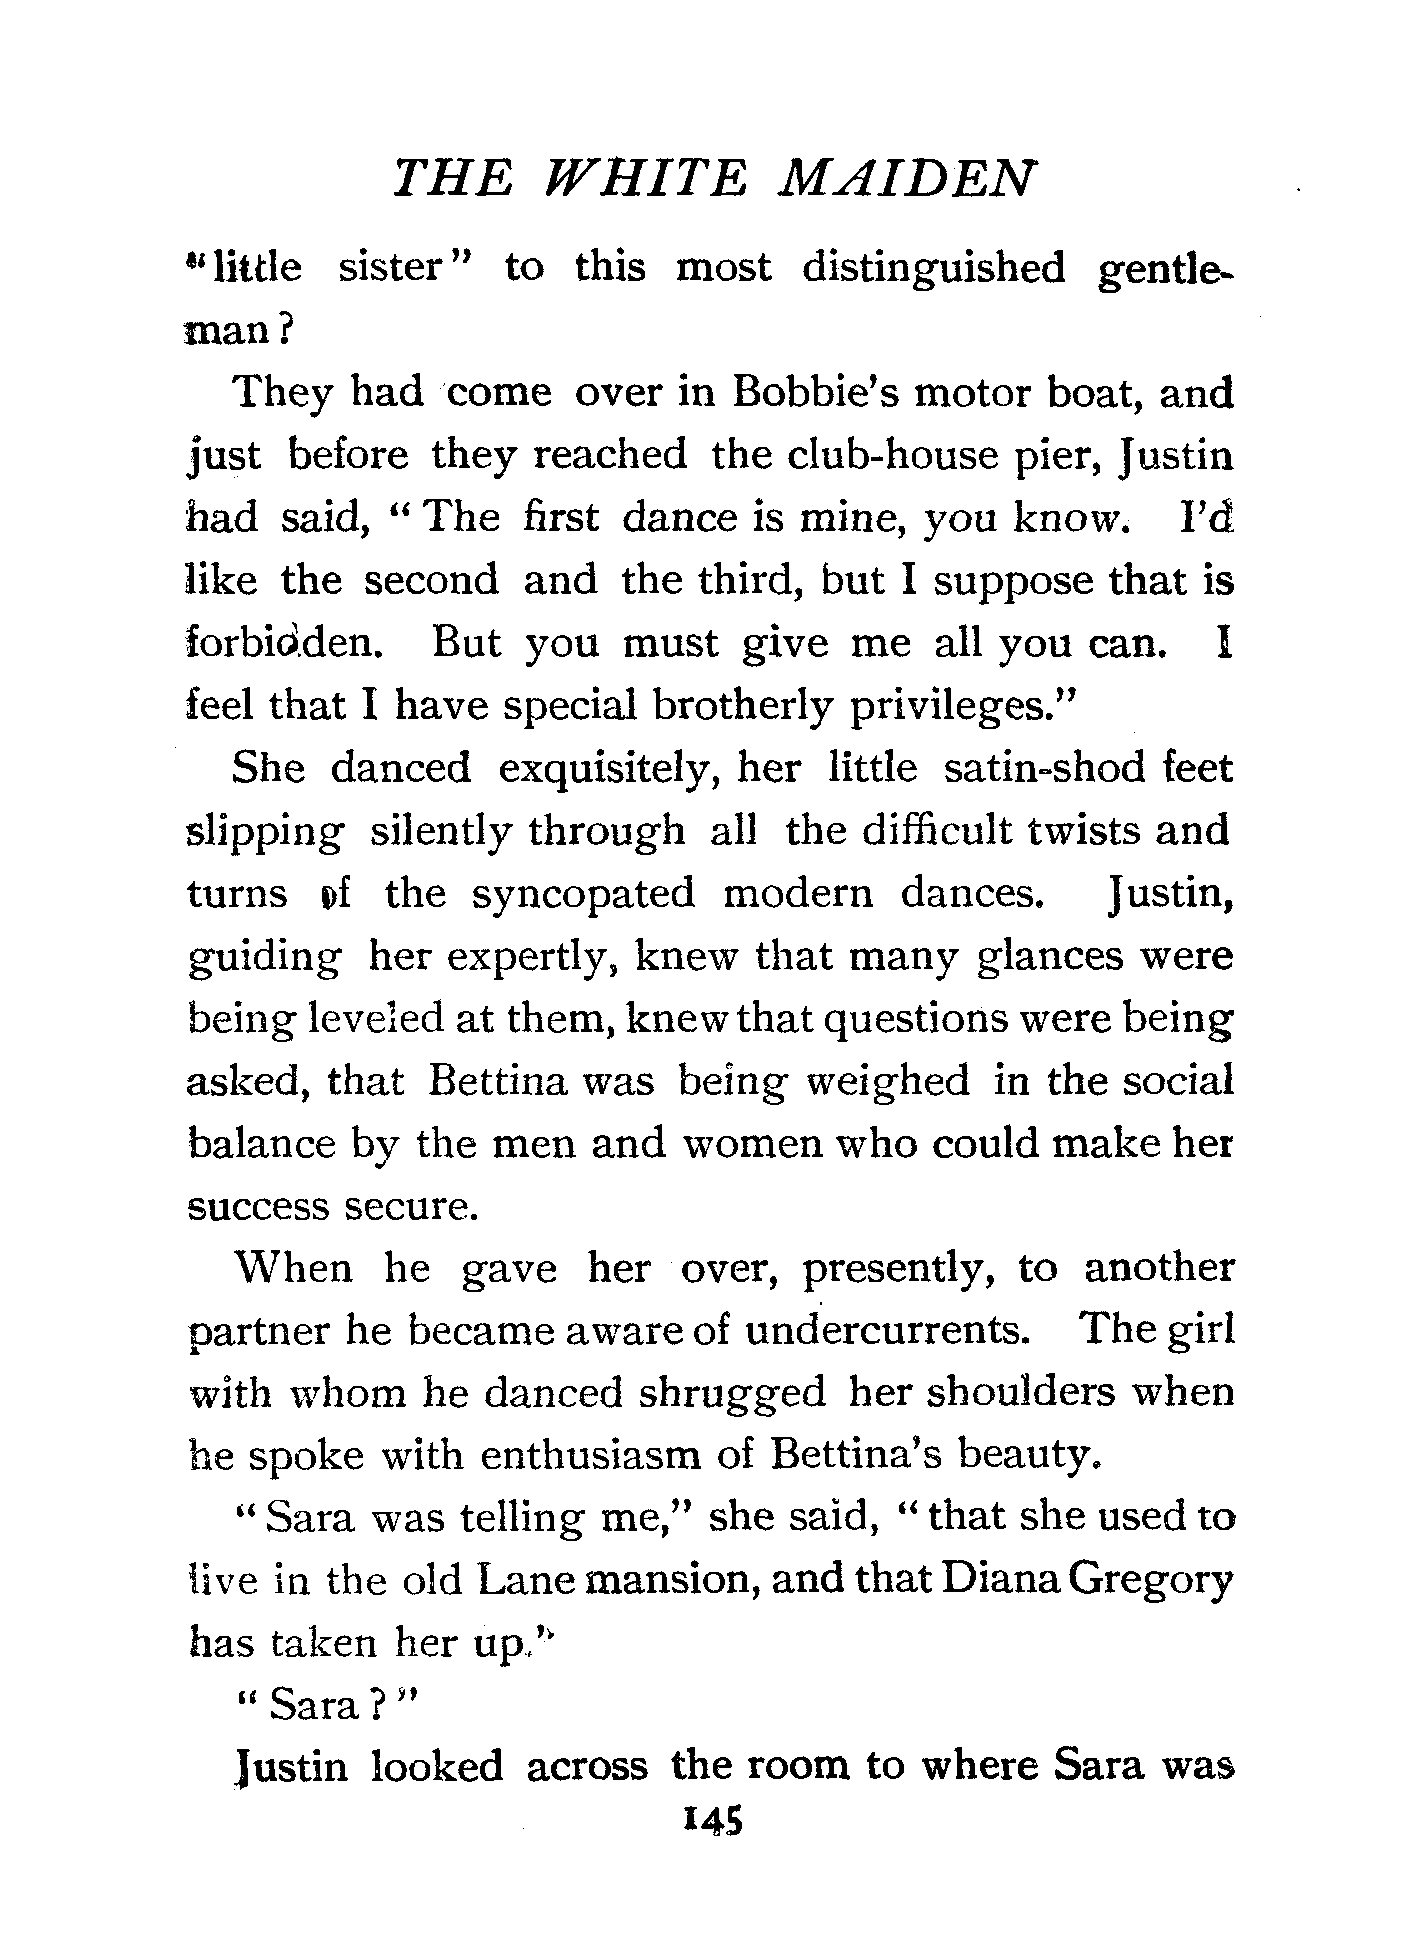 THE WHITE MAIDEN
"little sister" to this most distinguished gentle-
man?
They had come over in Bobbie's motor boat, and
just before they reached the club-house pier, Justin
had said, "The first dance is mine, you know. I'd
like the second and the third, but I suppose that is
forbidden. But you must give me all you can. I
feel that I have special brotherly privileges."
She danced exquisitely, her little satin-shod feet
slipping silently through all the difficult twists and
turns of the syncopated modern dances. Justin,
guiding her expertly, knew that many glances were
being leveled at them, knew that questions were being
asked, that Bettina was being weighed in the social
balance by the men and women who could make her
success secure.
When he gave her over, presently, to another
partner he became aware of undercurrents. The girl
with whom he danced shrugged her shoulders when
he spoke with enthusiasm of Bettina's beauty.
"Sara was telling me," she said, "that she used to
live in the old Lane mansion, and that Diana Gregory
has taken her up."
"Sara?"
Justin looked across the room to where Sara was
145